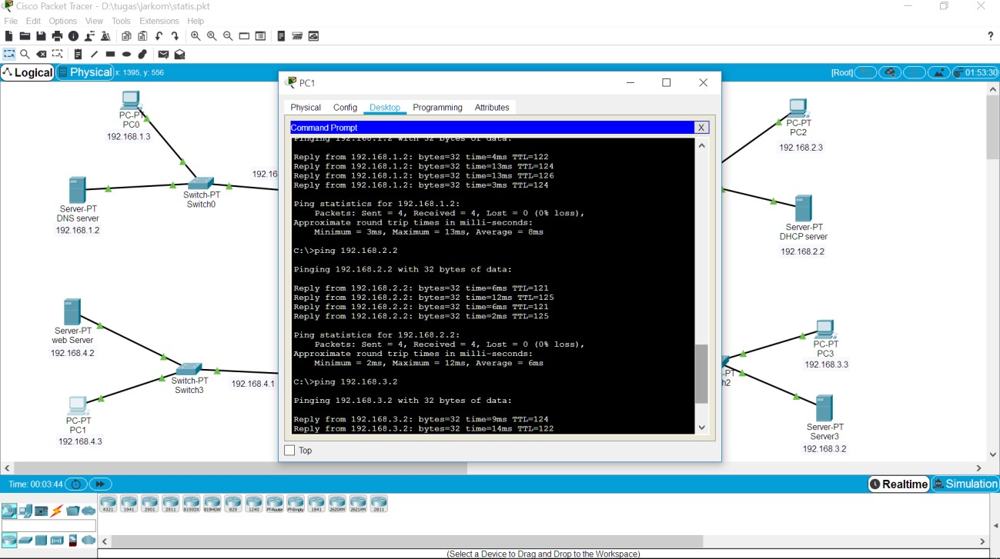 Cisco Packet Tracer - D:\tugas\jarkom\statis.pkt
File Edit Options View Tools Extensions Help
?
Logical Physical x: 1395, y: 556
[Root] 01:53:30
PC-PT
PC0
192.168.1.3
Server-PT
DNS server
192.168.1.2
Switch-PT
Switch0
192.16
Server-PT
web Server
192.168.4.2
Switch-PT
Switch3
192.168.4.1
PC-PT
PC1
192.168.4.3
PC1
Physical Config Desktop Programming Attributes
Command Prompt X
Pinging 192.168.1.2 with 32 bytes of data:
Reply from 192.168.1.2: bytes=32 time=4ms TTL=122
Reply from 192.168.1.2: bytes=32 time=13ms TTL=124
Reply from 192.168.1.2: bytes=32 time=13ms TTL=126
Reply from 192.168.1.2: bytes=32 time=3ms TTL=124
Ping statistics for 192.168.1.2:
Packets: Sent = 4, Received = 4, Lost = 0 (0% loss),
Approximate round trip times in milli-seconds:
Minimum = 3ms, Maximum = 13ms, Average = 8ms
C:\>ping 192.168.2.2
Pinging 192.168.2.2 with 32 bytes of data:
Reply from 192.168.2.2: bytes=32 time=6ms TTL=121
Reply from 192.168.2.2: bytes=32 time=12ms TTL=125
Reply from 192.168.2.2: bytes=32 time=6ms TTL=121
Reply from 192.168.2.2: bytes=32 time=2ms TTL=125
Ping statistics for 192.168.2.2:
Packets: Sent = 4, Received = 4, Lost = 0 (0% loss),
Approximate round trip times in milli-seconds:
Minimum = 2ms, Maximum = 12ms, Average = 6ms
C:\>ping 192.168.3.2
Pinging 192.168.3.2 with 32 bytes of data:
Reply from 192.168.3.2: bytes=32 time=9ms TTL=124
Reply from 192.168.3.2: bytes=32 time=14ms TTL=122
Top
PC-PT
PC2
192.168.2.3
Server-PT
DHCP server
192.168.2.2
PC-PT
PC3
192.168.3.3
-PT
h2
Server-PT
Server3
192.168.3.2
Time: 00:03:44
Realtime Simulation
4321 1941 2901 2911 819IOX 819HGW 829 1240 PT-Router PT-Empty 1841 2620XM 2621XM 2811
(Select a Device to Drag and Drop to the Workspace)